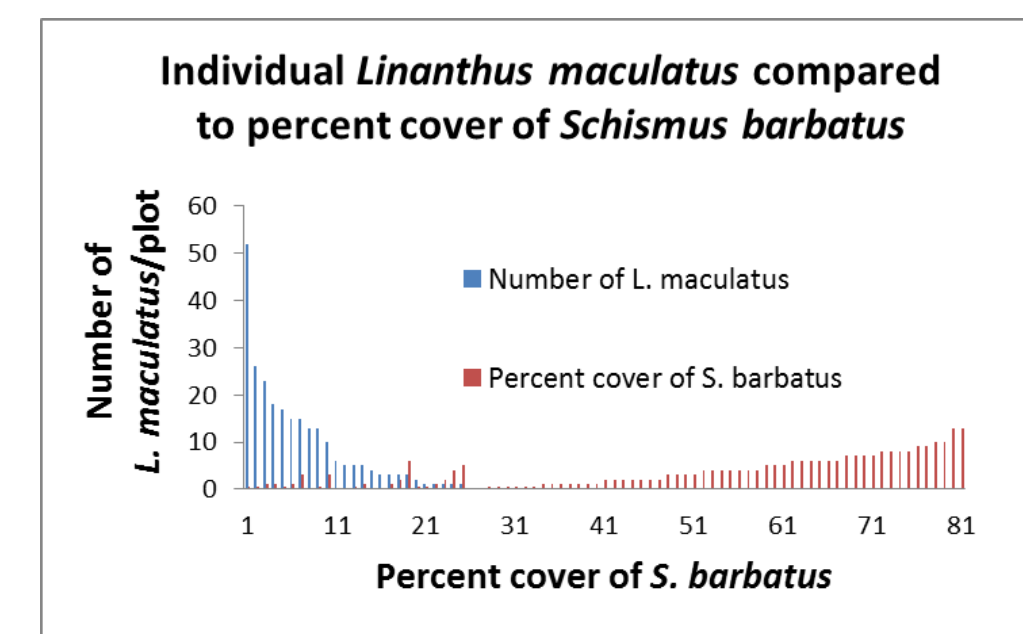 Individual Linanthus maculatus compared
to percent cover of Schismus barbatus
Number of
L. maculatus/plot
60
50
40
30
20
10
0
Number of L. maculatus
Percent cover of S. barbatus
1 11 21 31 41 51 61 71 81
Percent cover of S. barbatus